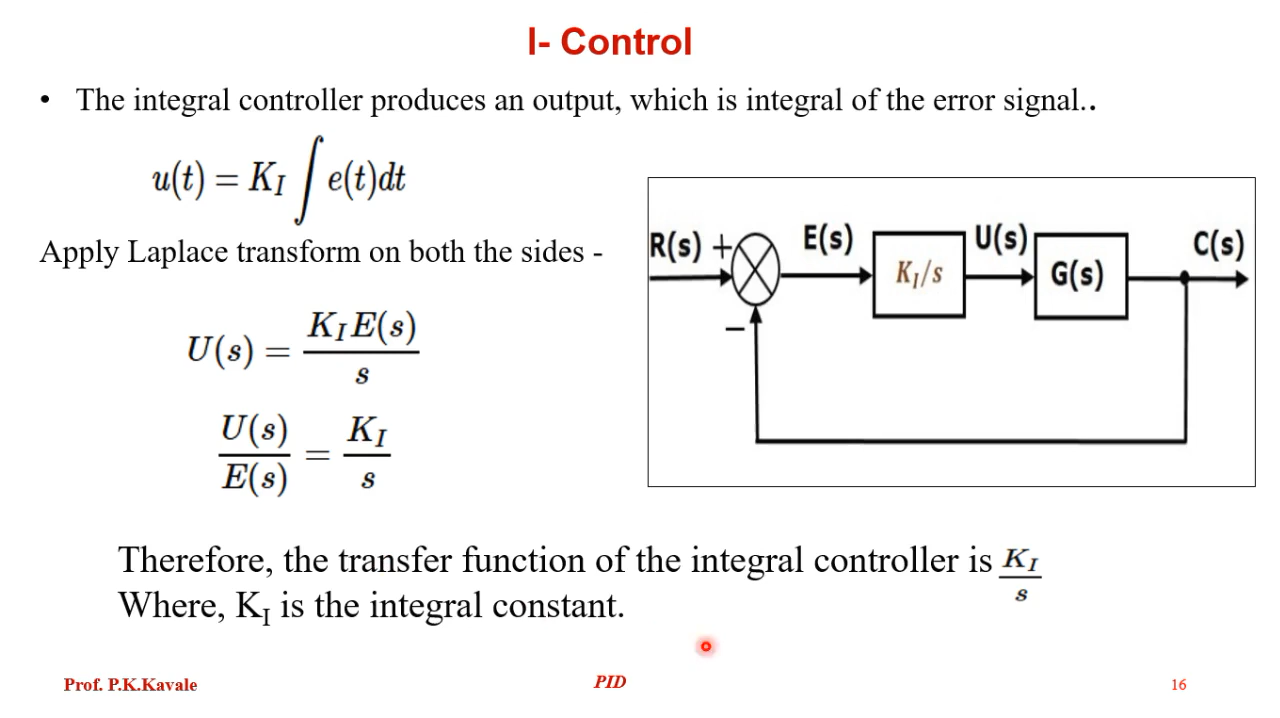 I- Control
• The integral controller produces an output, which is integral of the error signal..
u(t) = K_I ∫ e(t)dt
Apply Laplace transform on both the sides -
U(s) = K_I E(s) / s
U(s) / E(s) = K_I / s
R(s) + E(s) K_I/s U(s) G(s) C(s)
−
Therefore, the transfer function of the integral controller is K_I / s
Where, K_I is the integral constant.
Prof. P.K.Kavale PID 16